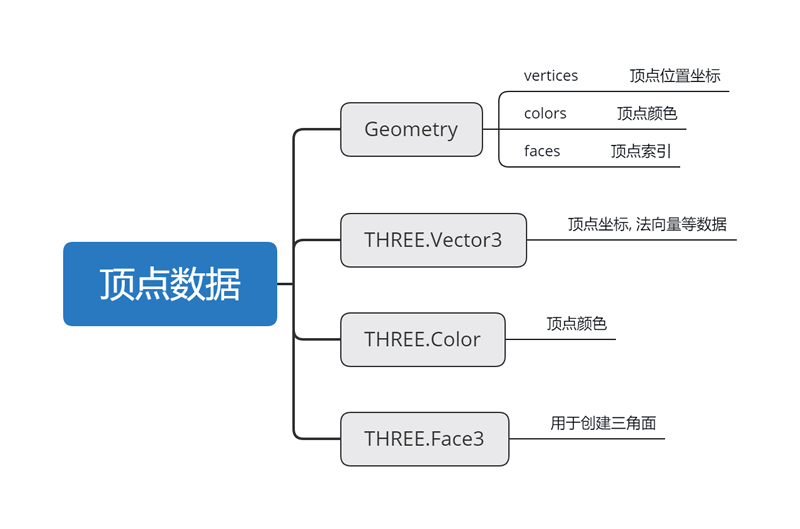 顶点数据
Geometry
vertices 顶点位置坐标
colors 顶点颜色
faces 顶点索引
THREE.Vector3
顶点坐标, 法向量等数据
THREE.Color
顶点颜色
THREE.Face3
用于创建三角面